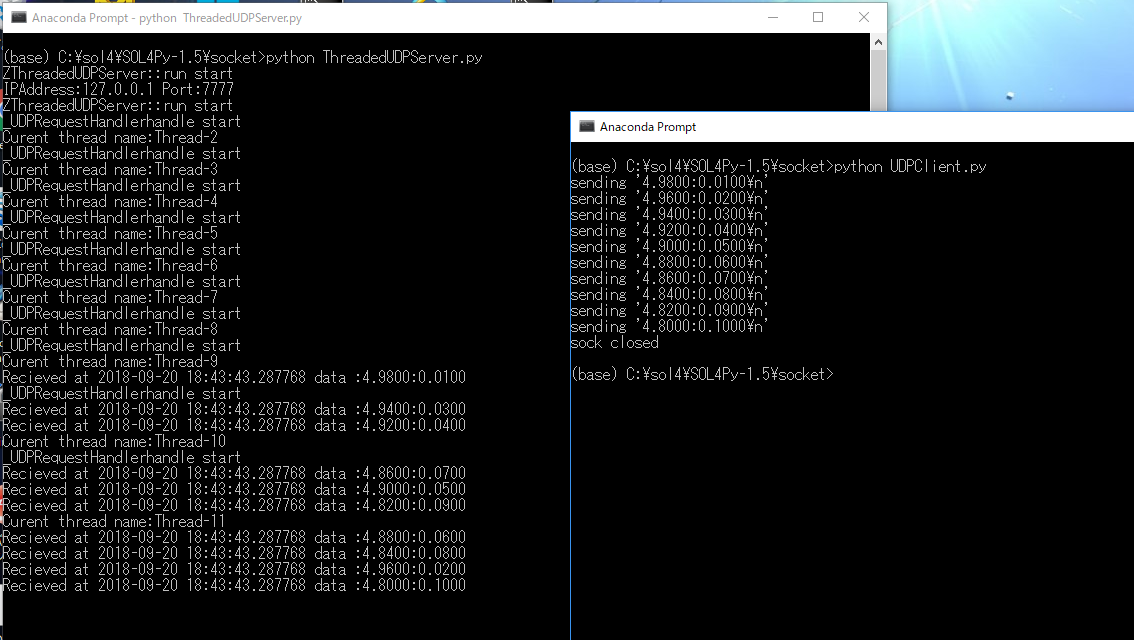 Anaconda Prompt - python ThreadedUDPServer.py
(base) C:¥sol4¥SOL4Py-1.5¥socket>python ThreadedUDPServer.py
ZThreadedUDPServer::run start
IPAddress:127.0.0.1 Port:7777
ZThreadedUDPServer::run start
_UDPRequestHandlerhandle start
Curent thread name:Thread-2
_UDPRequestHandlerhandle start
Curent thread name:Thread-3
_UDPRequestHandlerhandle start
Curent thread name:Thread-4
_UDPRequestHandlerhandle start
Curent thread name:Thread-5
_UDPRequestHandlerhandle start
Curent thread name:Thread-6
_UDPRequestHandlerhandle start
Curent thread name:Thread-7
_UDPRequestHandlerhandle start
Curent thread name:Thread-8
_UDPRequestHandlerhandle start
Curent thread name:Thread-9
Recieved at 2018-09-20 18:43:43.287768 data :4.9800:0.0100
_UDPRequestHandlerhandle start
Recieved at 2018-09-20 18:43:43.287768 data :4.9400:0.0300
Recieved at 2018-09-20 18:43:43.287768 data :4.9200:0.0400
Curent thread name:Thread-10
_UDPRequestHandlerhandle start
Recieved at 2018-09-20 18:43:43.287768 data :4.8600:0.0700
Recieved at 2018-09-20 18:43:43.287768 data :4.9000:0.0500
Recieved at 2018-09-20 18:43:43.287768 data :4.8200:0.0900
Curent thread name:Thread-11
Recieved at 2018-09-20 18:43:43.287768 data :4.8800:0.0600
Recieved at 2018-09-20 18:43:43.287768 data :4.8400:0.0800
Recieved at 2018-09-20 18:43:43.287768 data :4.9600:0.0200
Recieved at 2018-09-20 18:43:43.287768 data :4.8000:0.1000
Anaconda Prompt
(base) C:¥sol4¥SOL4Py-1.5¥socket>python UDPClient.py
sending '4.9800:0.0100¥n'
sending '4.9600:0.0200¥n'
sending '4.9400:0.0300¥n'
sending '4.9200:0.0400¥n'
sending '4.9000:0.0500¥n'
sending '4.8800:0.0600¥n'
sending '4.8600:0.0700¥n'
sending '4.8400:0.0800¥n'
sending '4.8200:0.0900¥n'
sending '4.8000:0.1000¥n'
sock closed
(base) C:¥sol4¥SOL4Py-1.5¥socket>